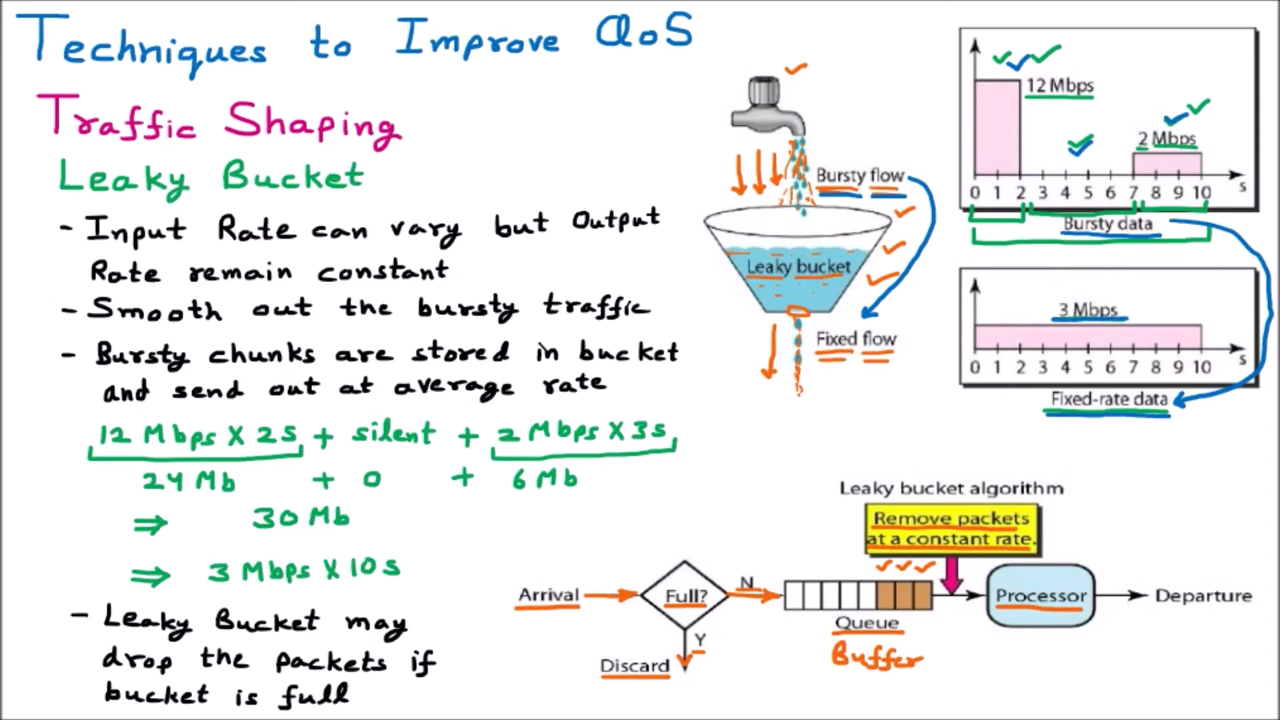 Techniques to Improve QoS
Traffic Shaping
Leaky Bucket
- Input Rate can vary but Output
Rate remain constant
- Smooth out the bursty traffic
- Bursty chunks are stored in bucket
and send out at average rate
12 Mbps X 2s + silent + 2 Mbps X 3s
24 Mb + 0 + 6 Mb
⇒ 30 Mb
⇒ 3 Mbps X 10s
- Leaky Bucket may
drop the packets if
bucket is full
Bursty flow
Leaky bucket
Fixed flow
12 Mbps
2 Mbps
0 1 2 3 4 5 6 7 8 9 10 s
Bursty data
3 Mbps
0 1 2 3 4 5 6 7 8 9 10 s
Fixed-rate data
Leaky bucket algorithm
Remove packets
at a constant rate.
Arrival
Full?
N
Y
Discard
Queue
Buffer
Processor
Departure